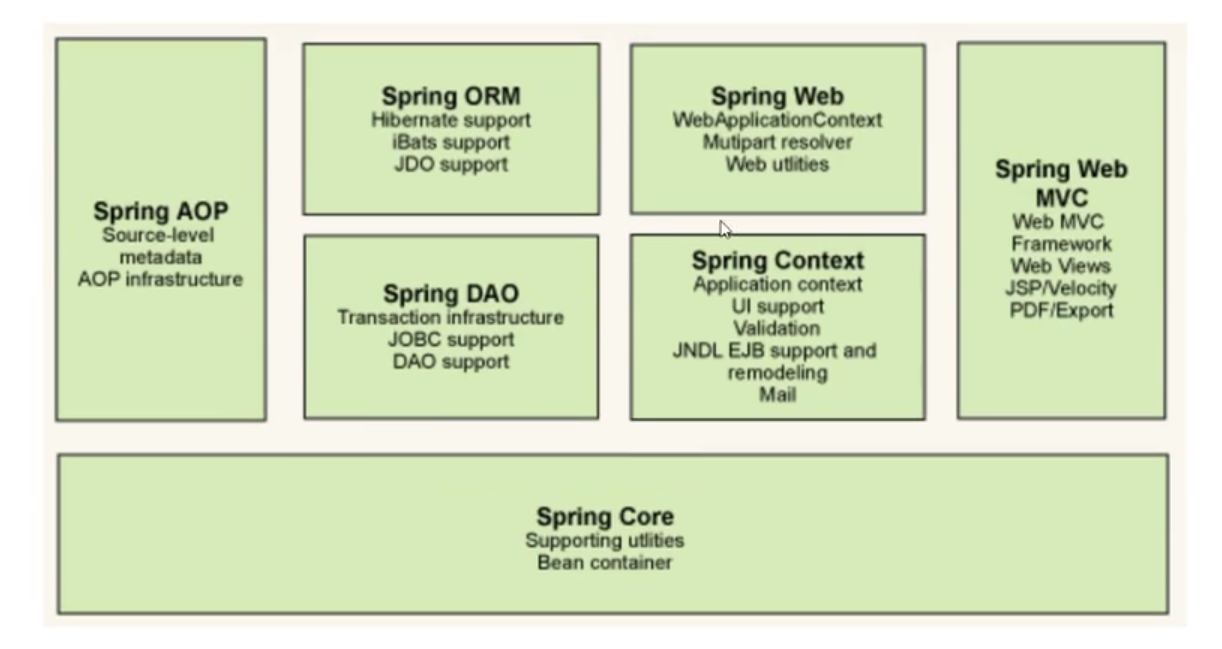 Spring AOP
Source-level
metadata
AOP infrastructure
Spring ORM
Hibernate support
iBats support
JDO support
Spring DAO
Transaction infrastructure
JOBC support
DAO support
Spring Web
WebApplicationContext
Mutipart resolver
Web utlities
Spring Context
Application context
UI support
Validation
JNDL EJB support and
remodeling
Mail
Spring Web
MVC
Web MVC
Framework
Web Views
JSP/Velocity
PDF/Export
Spring Core
Supporting utlities
Bean container